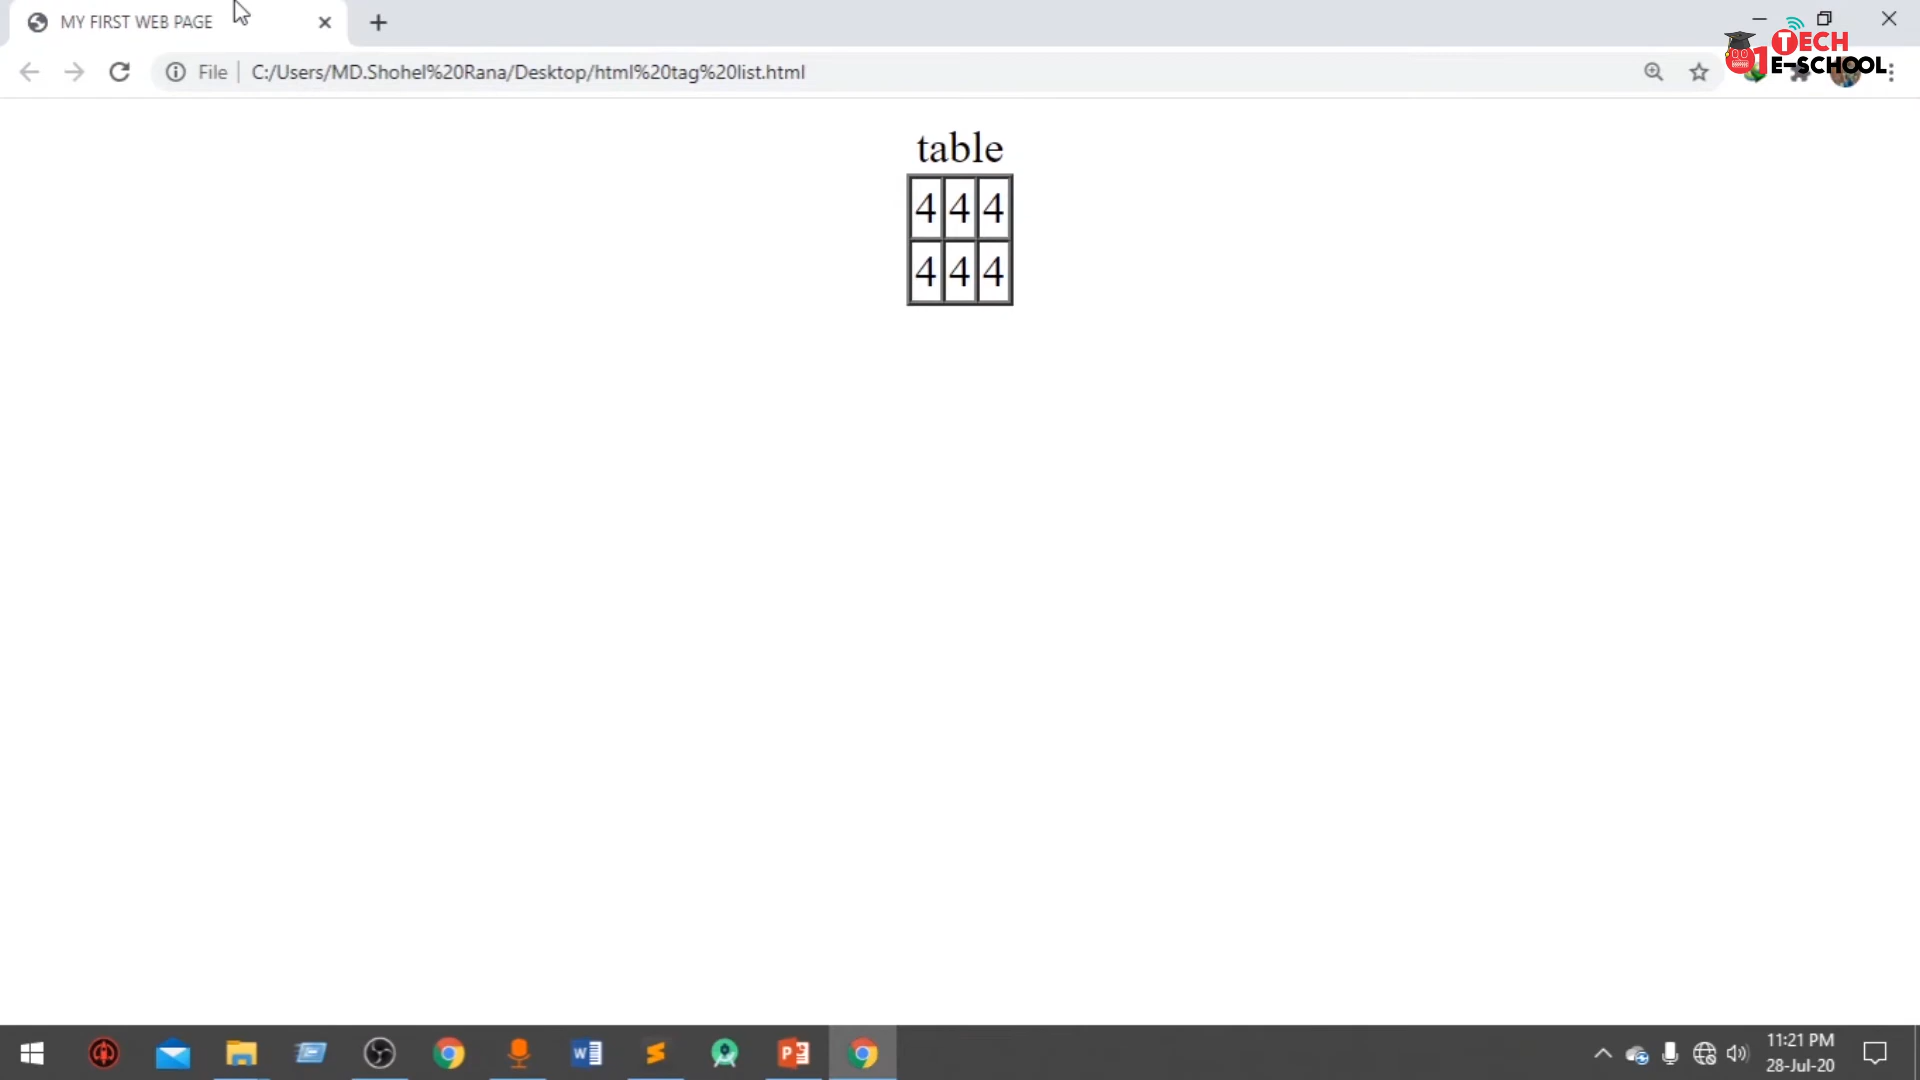 MY FIRST WEB PAGE
TECH
E-SCHOOL
File C:/Users/MD.Shohel%20Rana/Desktop/html%20tag%20list.html
table
4 4 4
4 4 4
11:21 PM
28-Jul-20